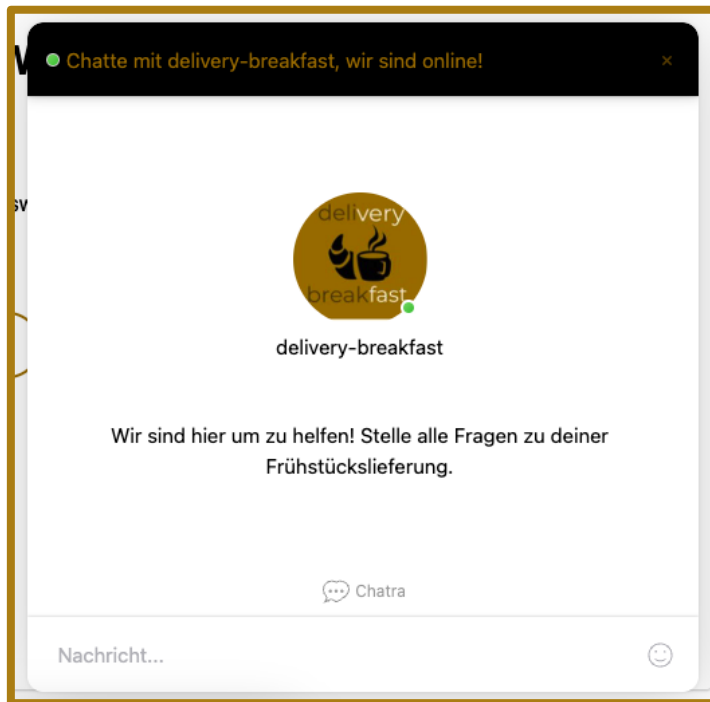 Chatte mit delivery-breakfast, wir sind online!
delivery
breakfast
delivery-breakfast
Wir sind hier um zu helfen! Stelle alle Fragen zu deiner
Frühstückslieferung.
Chatra
Nachricht...